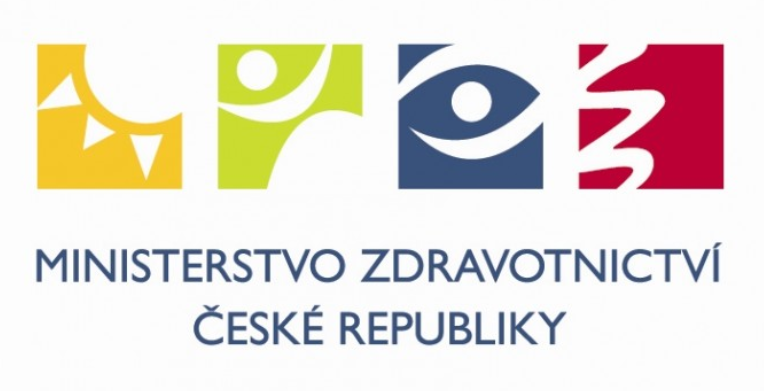 MINISTERSTVO ZDRAVOTNICTVÍ
ČESKÉ REPUBLIKY